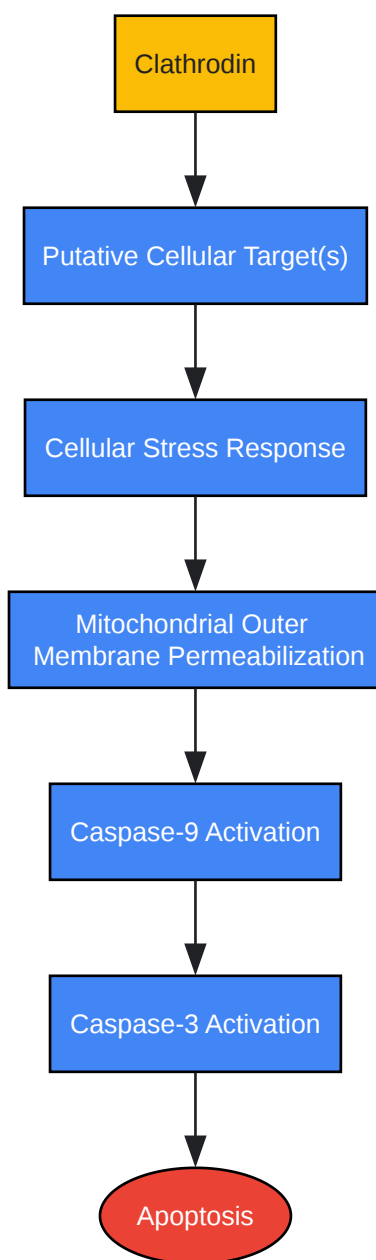 Clathrodin
Putative Cellular Target(s)
Cellular Stress Response
Mitochondrial Outer
Membrane Permeabilization
Caspase-9 Activation
Caspase-3 Activation
Apoptosis